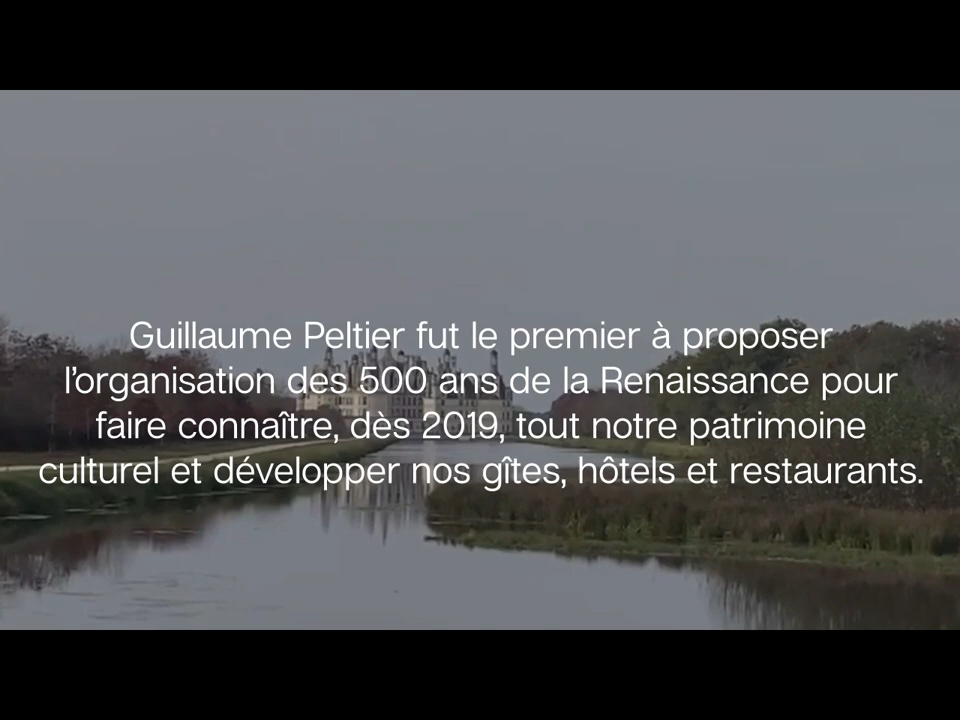 Guillaume Peltier fut le premier à proposer
l'organisation des 500 ans de la Renaissance pour
faire connaître, dès 2019, tout notre patrimoine
culturel et développer nos gîtes, hôtels et restaurants.